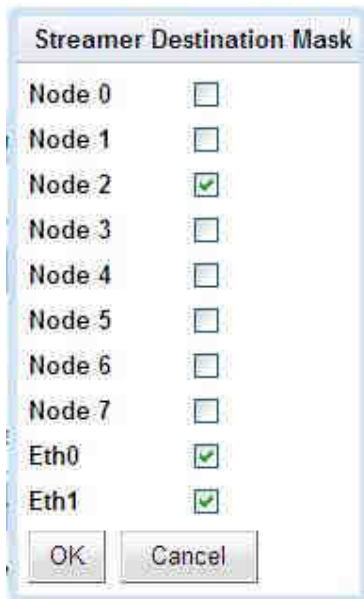 Streamer Destination Mask
Node 0
Node 1
Node 2
Node 3
Node 4
Node 5
Node 6
Node 7
Eth0
Eth1
OK Cancel